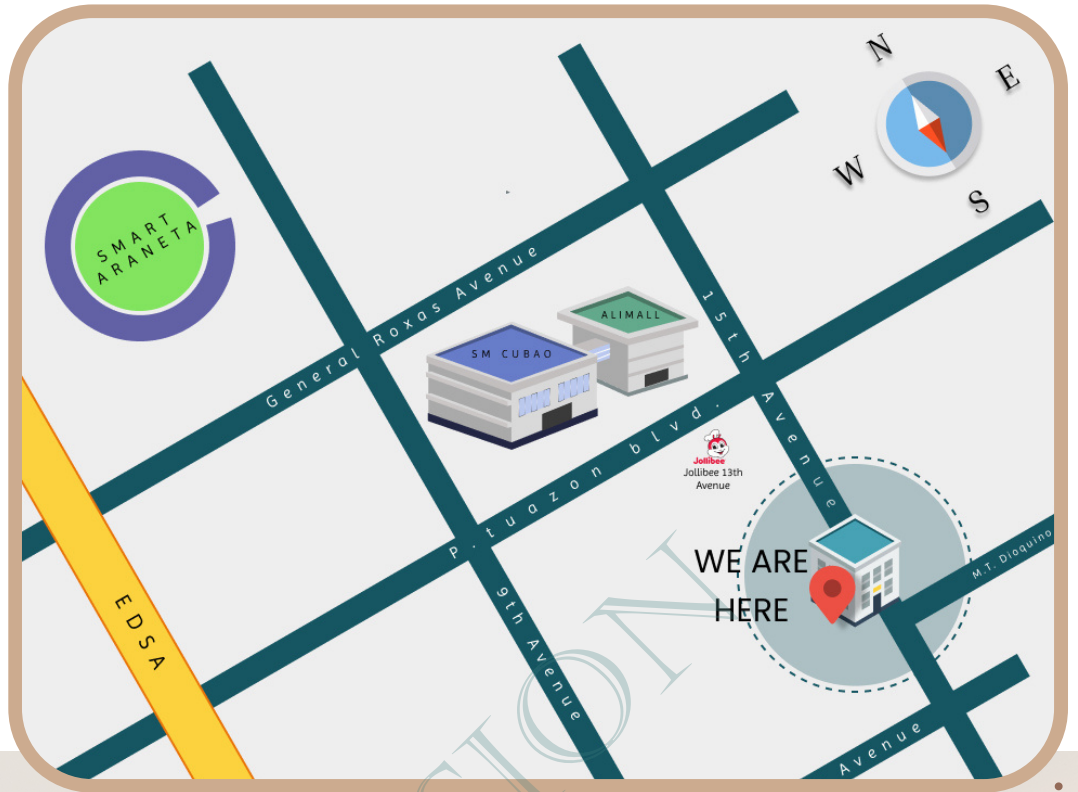 N
E
W
S
SMART
ARANETA
General Roxas Avenue
ALIMALL
SM CUBAO
15th Avenue
P. tuazon blvd.
Jollibee
Jollibee 13th
Avenue
WE ARE
HERE
M.T. Dioquino
EDSA
9th Avenue
Avenue
TION